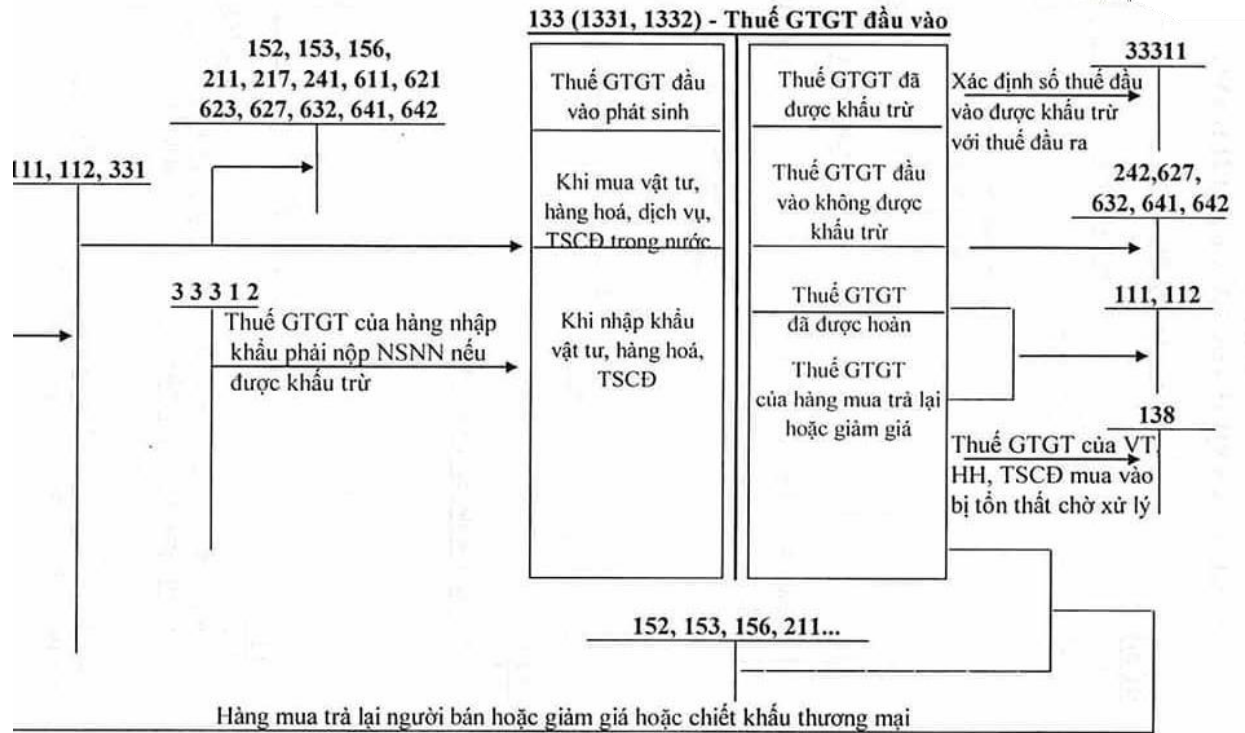 133 (1331, 1332) - Thuế GTGT đầu vào
152, 153, 156,
211, 217, 241, 611, 621
623, 627, 632, 641, 642
111, 112, 331
3 3 3 1 2
Thuế GTGT của hàng nhập
khẩu phải nộp NSNN nếu
được khấu trừ
Thuế GTGT đầu
vào phát sinh
Khi mua vật tư,
hàng hoá, dịch vụ,
TSCĐ trong nước
Khi nhập khẩu
vật tư, hàng hoá,
TSCĐ
Thuế GTGT đã
được khấu trừ
Thuế GTGT đầu
vào không được
khấu trừ
Thuế GTGT
đã được hoàn
Thuế GTGT
của hàng mua trả lại
hoặc giảm giá
33311
Xác định số thuế đầu
vào được khấu trừ
với thuế đầu ra
242,627,
632, 641, 642
111, 112
138
Thuế GTGT của VT
HH, TSCĐ mua vào
bị tổn thất chờ xử lý
152, 153, 156, 211...
Hàng mua trả lại người bán hoặc giảm giá hoặc chiết khấu thương mại